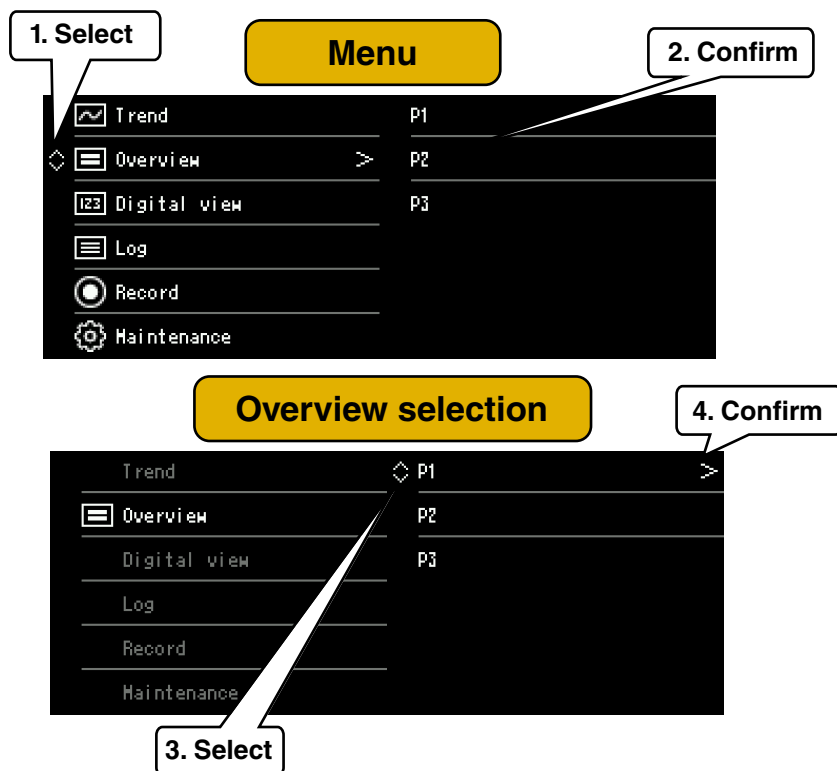 1. Select
Menu
2. Confirm
Trend P1
Overview > P2
123 Digital view P3
Log
Record
Maintenance
Overview selection
4. Confirm
Trend P1 >
Overview P2
Digital view P3
Log
Record
Maintenance
3. Select